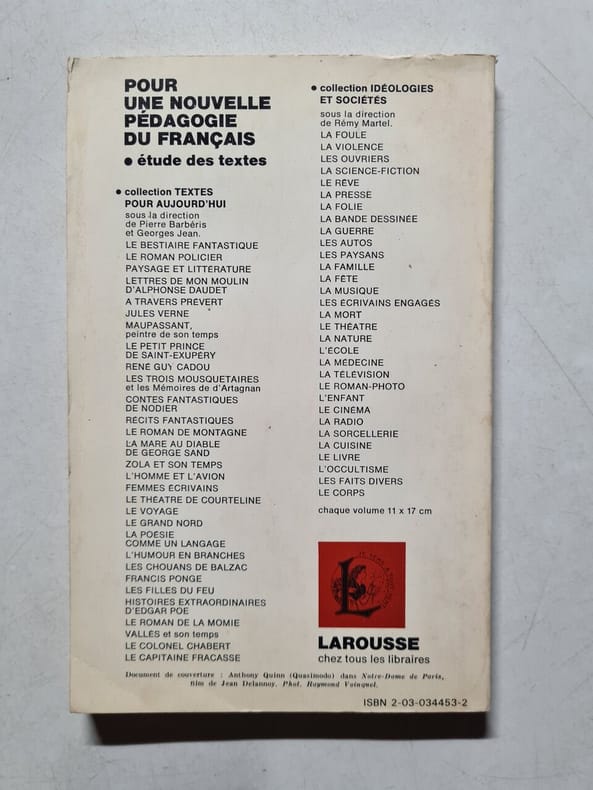 POUR
UNE NOUVELLE
PÉDAGOGIE
DU FRANÇAIS
● étude des textes
● collection TEXTES
POUR AUJOURD'HUI
sous la direction
de Pierre Barbéris
et Georges Jean.
LE BESTIAIRE FANTASTIQUE
LE ROMAN POLICIER
PAYSAGE ET LITTÉRATURE
LETTRES DE MON MOULIN
D'ALPHONSE DAUDET
A TRAVERS PRÉVERT
JULES VERNE
MAUPASSANT,
peintre de son temps
LE PETIT PRINCE
DE SAINT-EXUPÉRY
RENÉ GUY CADOU
LES TROIS MOUSQUETAIRES
et les Mémoires de d'Artagnan
CONTES FANTASTIQUES
DE NODIER
RÉCITS FANTASTIQUES
LE ROMAN DE MONTAGNE
LA MARE AU DIABLE
DE GEORGE SAND
ZOLA ET SON TEMPS
L'HOMME ET L'AVION
FEMMES ÉCRIVAINS
LE THÉATRE DE COURTELINE
LE VOYAGE
LE GRAND NORD
LA POÉSIE
COMME UN LANGAGE
L'HUMOUR EN BRANCHES
LES CHOUANS DE BALZAC
FRANCIS PONGE
LES FILLES DU FEU
HISTOIRES EXTRAORDINAIRES
D'EDGAR POE
LE ROMAN DE LA MOMIE
VALLÈS et son temps
LE COLONEL CHABERT
LE CAPITAINE FRACASSE
● collection IDÉOLOGIES
ET SOCIÉTÉS
sous la direction
de Rémy Martel.
LA FOULE
LA VIOLENCE
LES OUVRIERS
LA SCIENCE-FICTION
LE RÊVE
LA PRESSE
LA FOLIE
LA BANDE DESSINÉE
LA GUERRE
LES AUTOS
LES PAYSANS
LA FAMILLE
LA FÊTE
LA MUSIQUE
LES ÉCRIVAINS ENGAGÉS
LA MORT
LE THÉATRE
LA NATURE
L'ÉCOLE
LA MÉDECINE
LA TÉLÉVISION
LE ROMAN-PHOTO
L'ENFANT
LE CINÉMA
LA RADIO
LA SORCELLERIE
LA CUISINE
LE LIVRE
L'OCCULTISME
LES FAITS DIVERS
LE CORPS
chaque volume 11 x 17 cm
LAROUSSE
chez tous les libraires
Document de couverture : Anthony Quinn (Quasimodo) dans Notre-Dame de Paris,
film de Jean Delannoy. Phot. Raymond Voinquel.
ISBN 2-03-034453-2